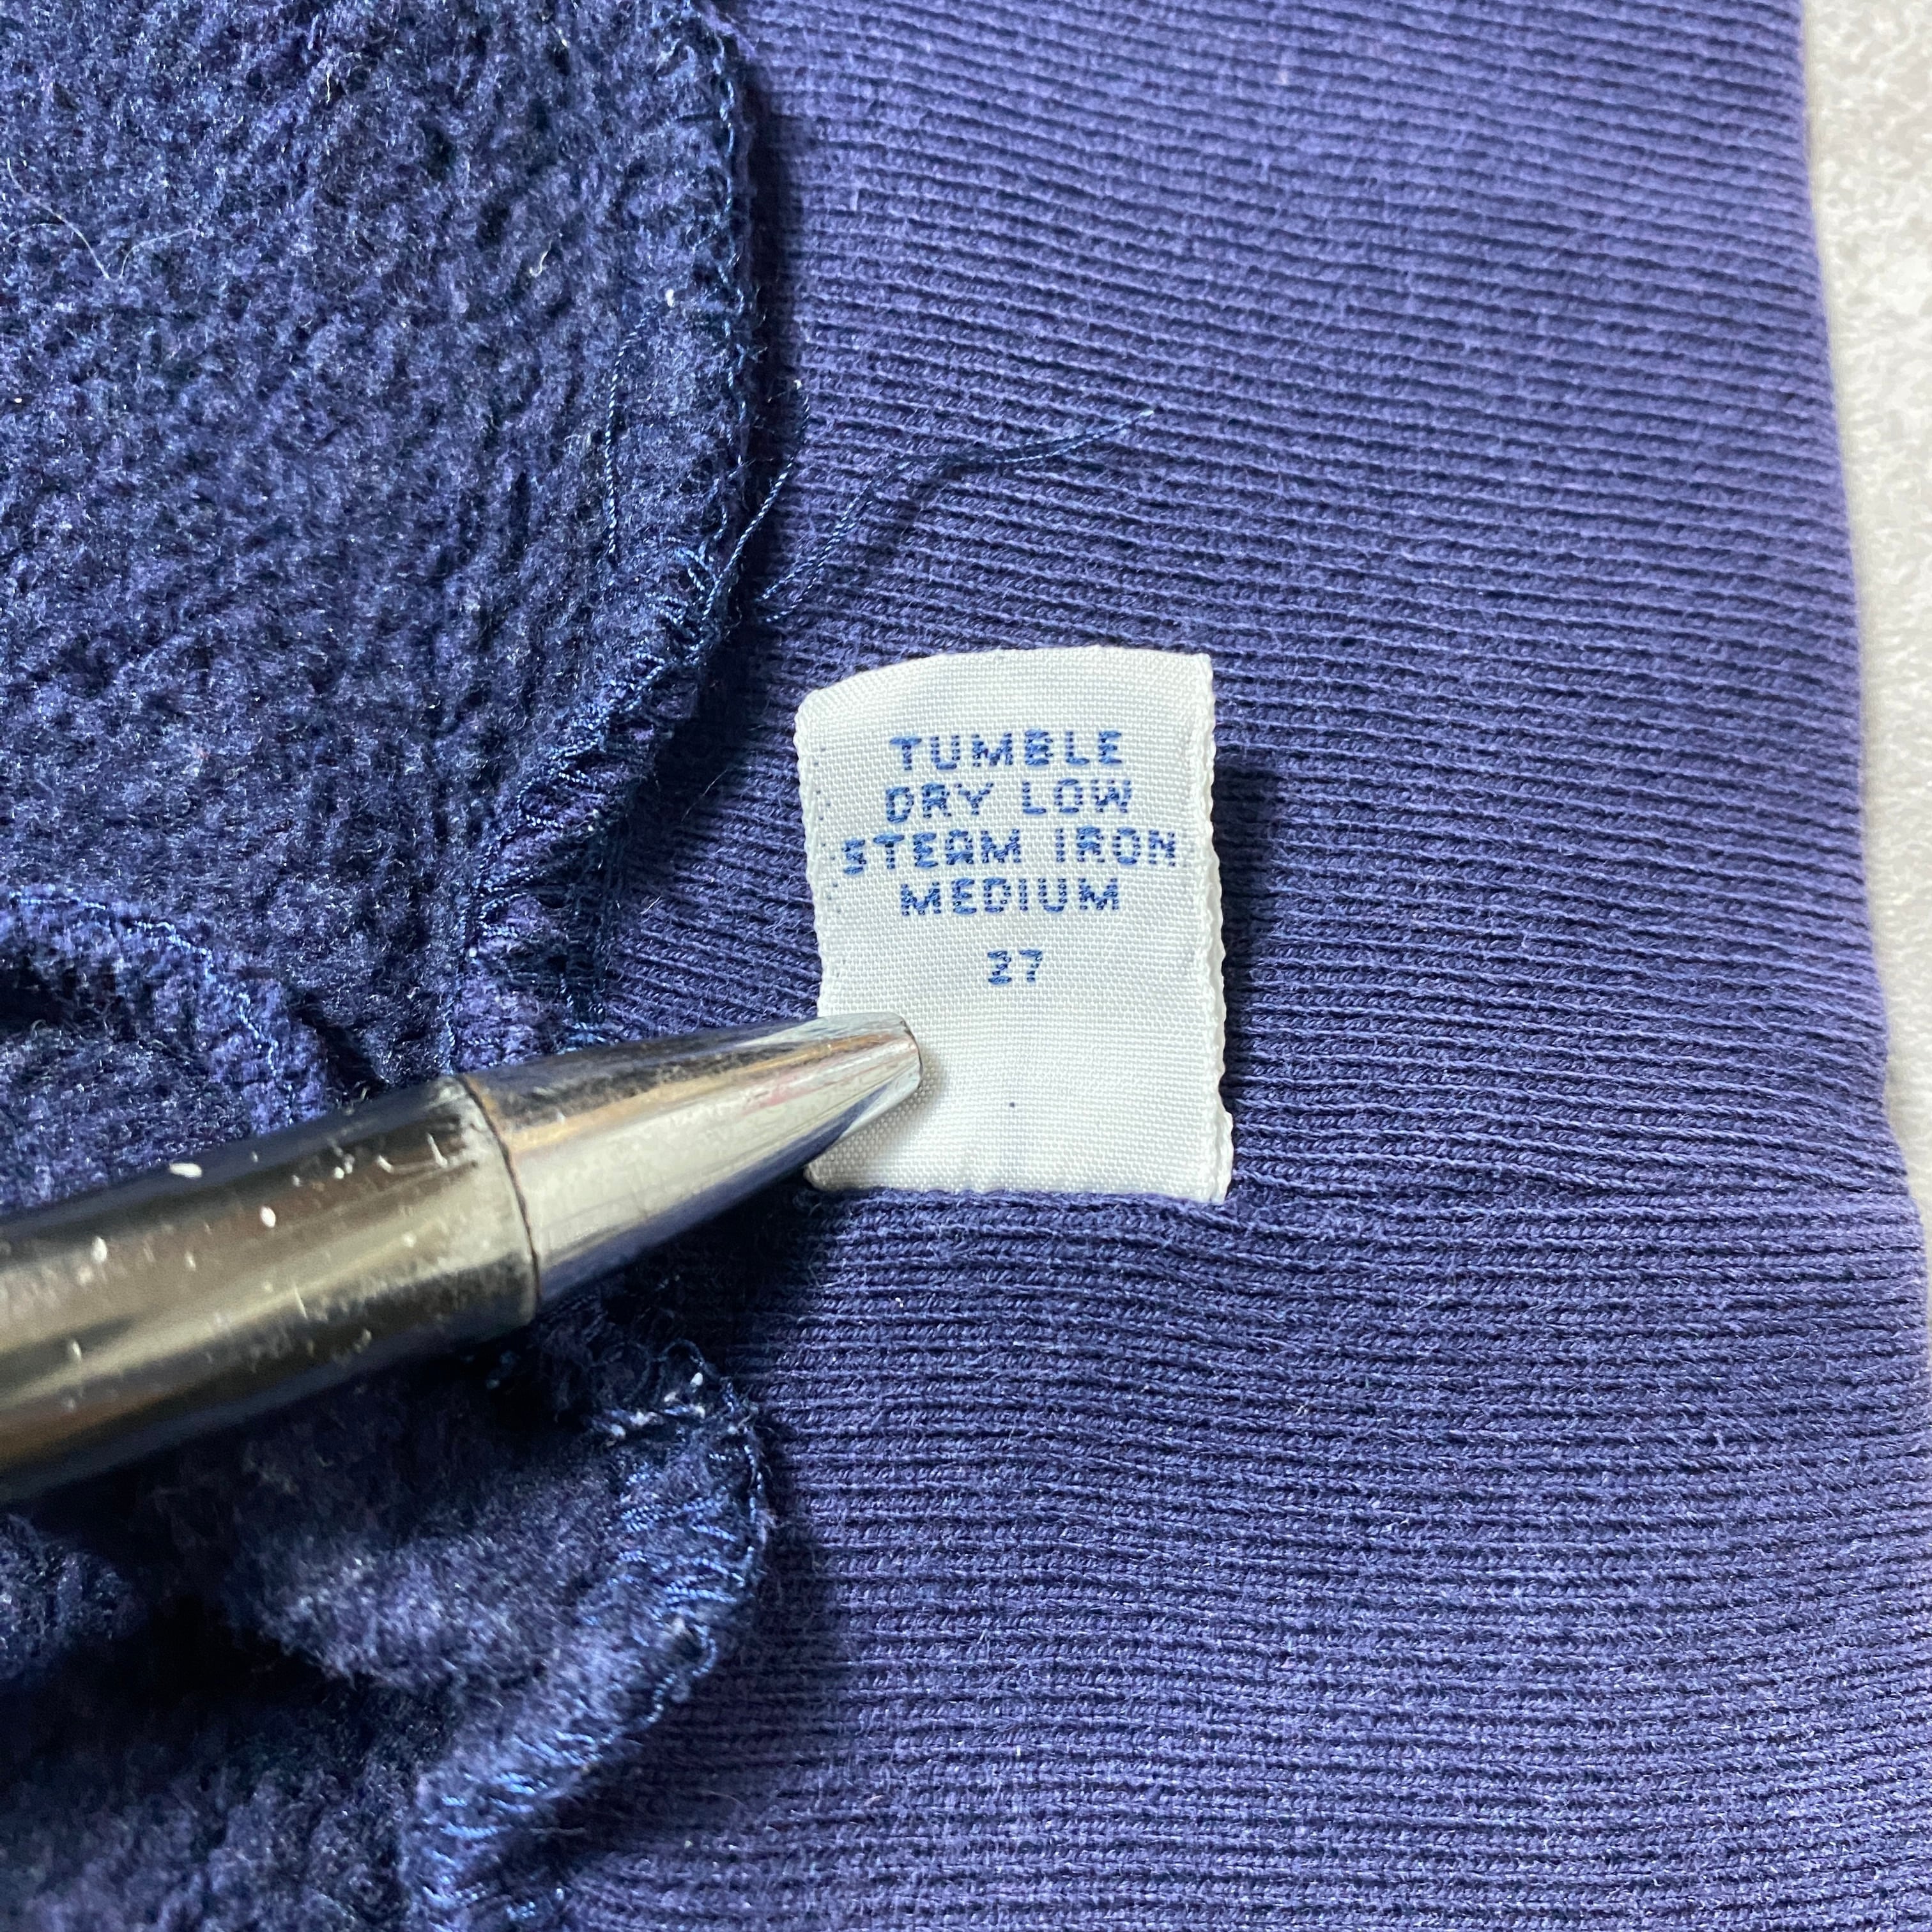 TUMBLE
DRY LOW
STEAM IRON
MEDIUM
27